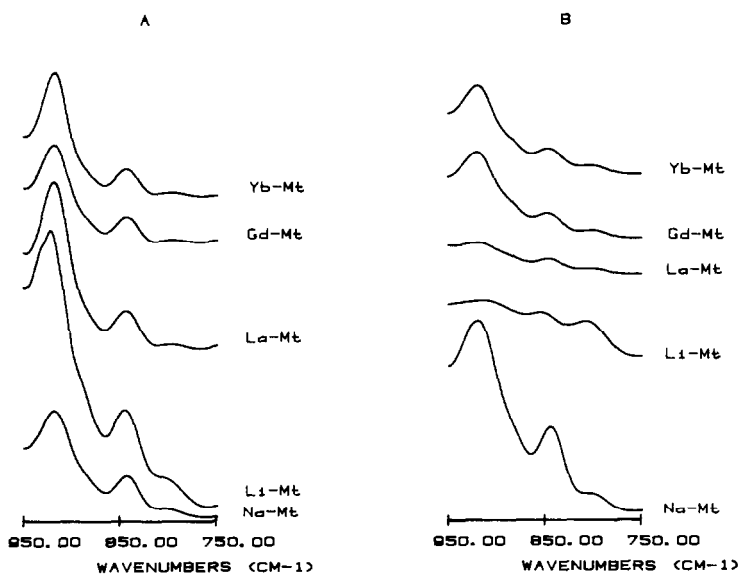 A
Yb-Mt
Gd-Mt
La-Mt
Li-Mt
Na-Mt
950.00 850.00 750.00
WAVENUMBERS (CM-1)
B
Yb-Mt
Gd-Mt
La-Mt
Li-Mt
Na-Mt
950.00 850.00 750.00
WAVENUMBERS (CM-1)